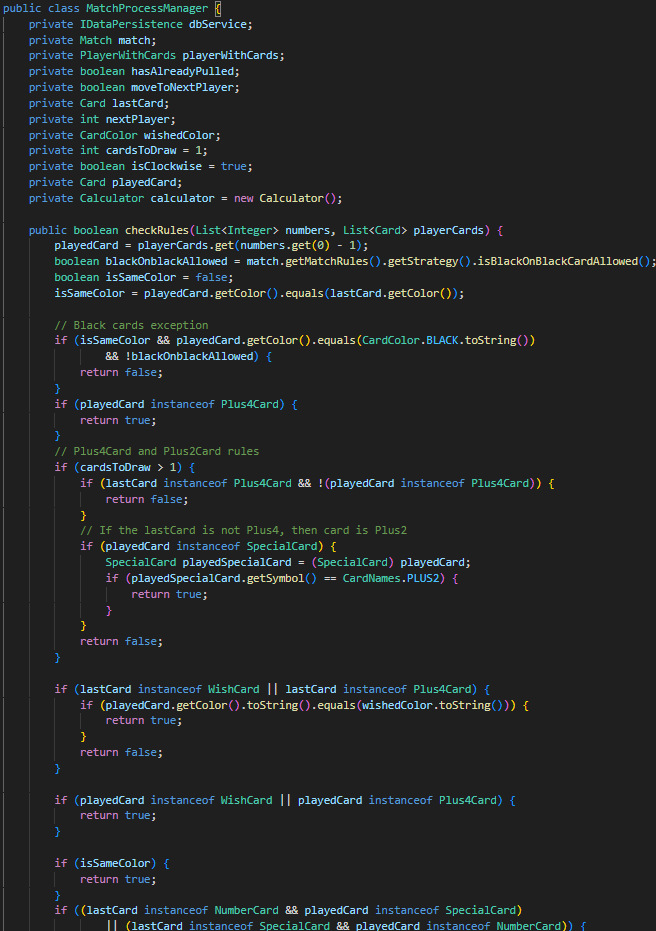 public class MatchProcessManager {
    private IDataPersistence dbService;
    private Match match;
    private PlayerWithCards playerWithCards;
    private boolean hasAlreadyPulled;
    private boolean moveToNextPlayer;
    private Card lastCard;
    private int nextPlayer;
    private CardColor wishedColor;
    private int cardsToDraw = 1;
    private boolean isClockwise = true;
    private Card playedCard;
    private Calculator calculator = new Calculator();

    public boolean checkRules(List<Integer> numbers, List<Card> playerCards) {
        playedCard = playerCards.get(numbers.get(0) - 1);
        boolean blackOnblackAllowed = match.getMatchRules().getStrategy().isBlackOnBlackCardAllowed();
        boolean isSameColor = false;
        isSameColor = playedCard.getColor().equals(lastCard.getColor());

        // Black cards exception
        if (isSameColor && playedCard.getColor().equals(CardColor.BLACK.toString())
                && !blackOnblackAllowed) {
            return false;
        }
        if (playedCard instanceof Plus4Card) {
            return true;
        }
        // Plus4Card and Plus2Card rules
        if (cardsToDraw > 1) {
            if (lastCard instanceof Plus4Card && !(playedCard instanceof Plus4Card)) {
                return false;
            }
            // If the lastCard is not Plus4, then card is Plus2
            if (playedCard instanceof SpecialCard) {
                SpecialCard playedSpecialCard = (SpecialCard) playedCard;
                if (playedSpecialCard.getSymbol() == CardNames.PLUS2) {
                    return true;
                }
            }
            return false;
        }

        if (lastCard instanceof WishCard || lastCard instanceof Plus4Card) {
            if (playedCard.getColor().toString().equals(wishedColor.toString())) {
                return true;
            }
            return false;
        }

        if (playedCard instanceof WishCard || playedCard instanceof Plus4Card) {
            return true;
        }

        if (isSameColor) {
            return true;
        }
        if ((lastCard instanceof NumberCard && playedCard instanceof SpecialCard)
                || (lastCard instanceof SpecialCard && playedCard instanceof NumberCard)) {